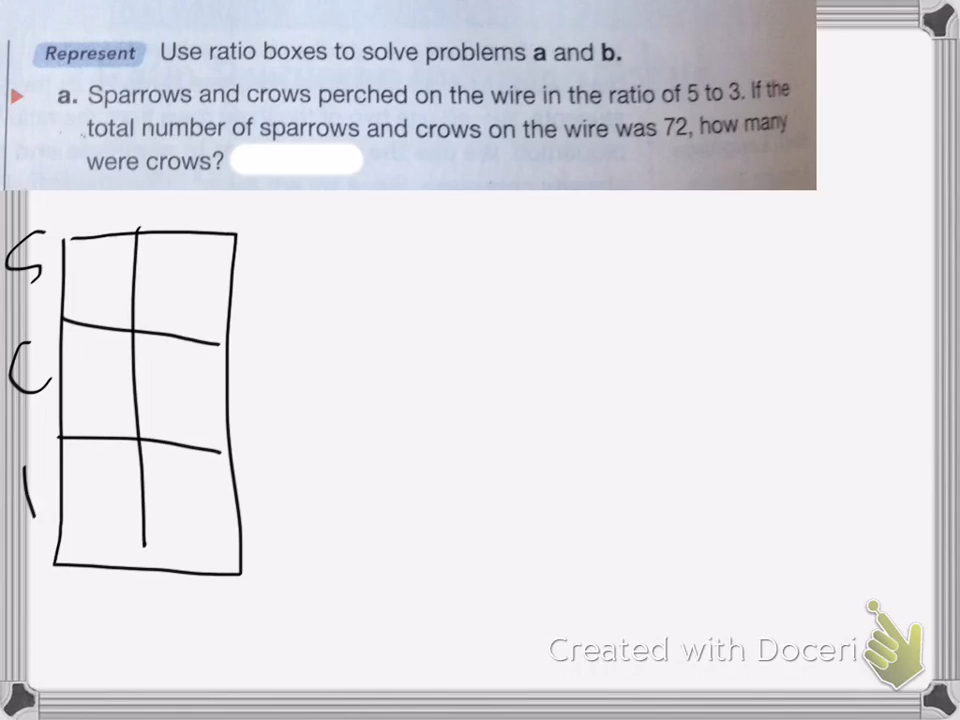 Represent Use ratio boxes to solve problems a and b.
a. Sparrows and crows perched on the wire in the ratio of 5 to 3. If the
total number of sparrows and crows on the wire was 72, how many
were crows?
S
C
Created with Doceri